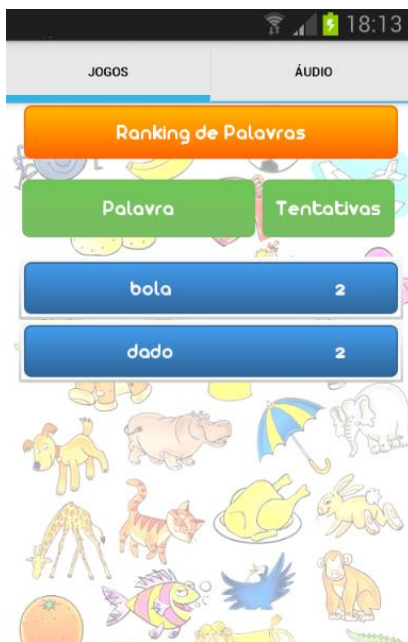 18:13
JOGOS ÁUDIO
Ranking de Palavras
Palavra Tentativas
bola 2
dado 2